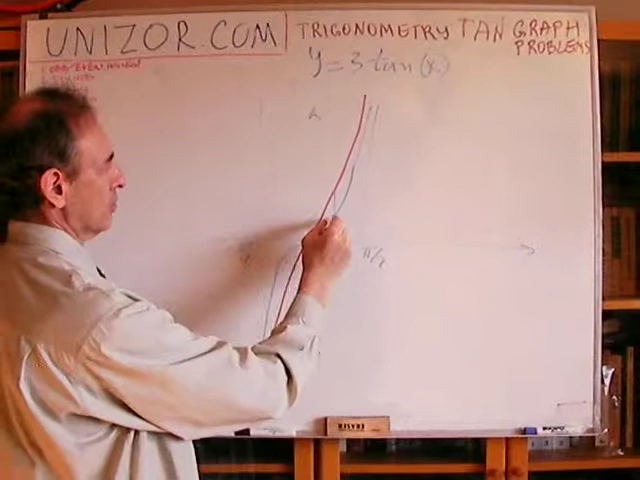 UNIZOR.COM
TRIGONOMETRY TAN GRAPH
PROBLEMS
y = 3 tan (x
π/2